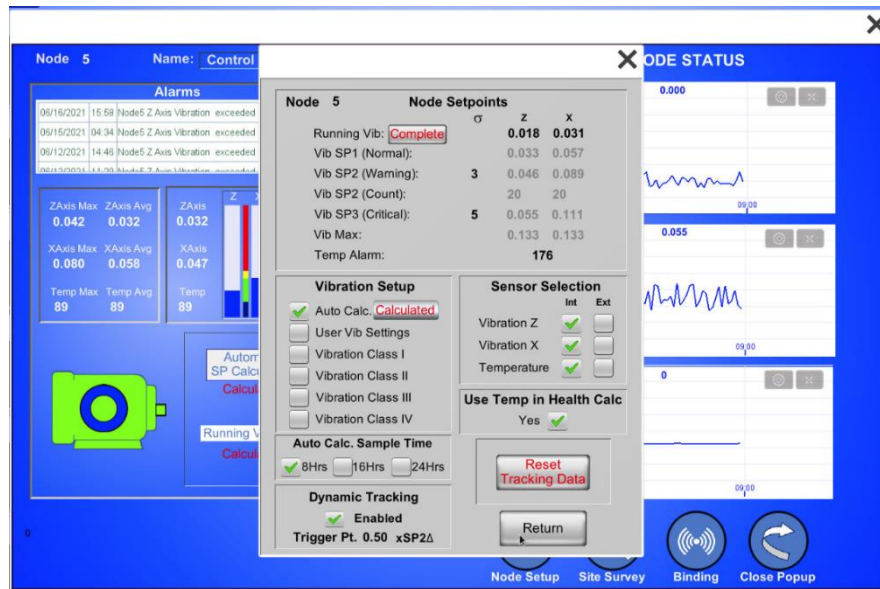 Node 5 Name: Control
ODE STATUS
Alarms
06/16/2021 15:58 Node5 Z Axis Vibration exceeded
06/15/2021 04:34 Node5 Z Axis Vibration exceeded
06/12/2021 14:46 Node5 Z Axis Vibration exceeded
ZAxis Max ZAxis Avg
0.042 0.032
XAxis Max XAxis Avg
0.080 0.058
Temp Max Temp Avg
89 89
ZAxis
0.032
XAxis
0.047
Temp
89
Z
Autom
SP Calcu
Calcul
Running V
Calcul
0
Node 5 Node Setpoints
σ Z X
Running Vib: Complete 0.018 0.031
Vib SP1 (Normal): 0.033 0.057
Vib SP2 (Warning): 3 0.046 0.089
Vib SP2 (Count): 20 20
Vib SP3 (Critical): 5 0.055 0.111
Vib Max: 0.133 0.133
Temp Alarm: 176
Vibration Setup
Auto Calc. Calculated
User Vib Settings
Vibration Class I
Vibration Class II
Vibration Class III
Vibration Class IV
Auto Calc. Sample Time
8Hrs 16Hrs 24Hrs
Dynamic Tracking
Enabled
Trigger Pt. 0.50 xSP2Δ
Sensor Selection
Int Ext
Vibration Z
Vibration X
Temperature
Use Temp in Health Calc
Yes
Reset
Tracking Data
Return
0.000
09:00
0.055
09:00
0
09:00
Node Setup Site Survey Binding Close Popup